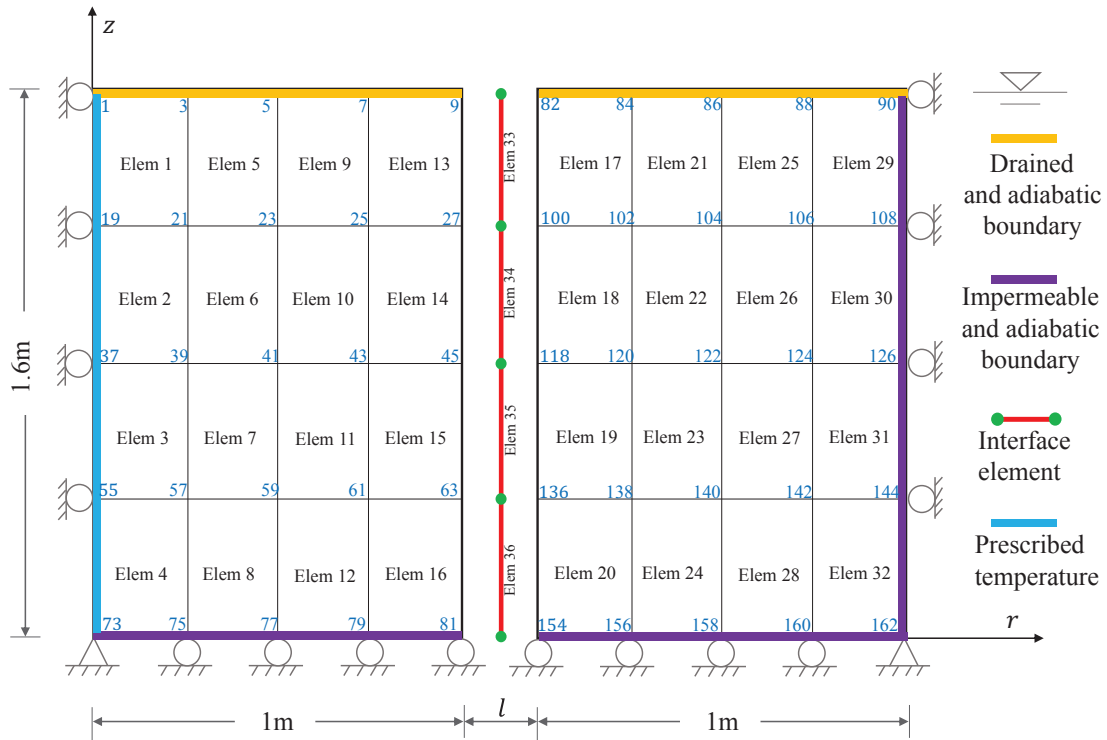 z
1 3 5 7 9 82 84 86 88 90
Elem 1 Elem 5 Elem 9 Elem 13 Elem 33 Elem 17 Elem 21 Elem 25 Elem 29
19 21 23 25 27 100 102 104 106 108
Elem 2 Elem 6 Elem 10 Elem 14 Elem 34 Elem 18 Elem 22 Elem 26 Elem 30
37 39 41 43 45 118 120 122 124 126
1.6m
Elem 3 Elem 7 Elem 11 Elem 15 Elem 35 Elem 19 Elem 23 Elem 27 Elem 31
55 57 59 61 63 136 138 140 142 144
Elem 4 Elem 8 Elem 12 Elem 16 Elem 36 Elem 20 Elem 24 Elem 28 Elem 32
73 75 77 79 81 154 156 158 160 162
r
1m l 1m
Drained
and adiabatic
boundary
Impermeable
and adiabatic
boundary
Interface
element
Prescribed
temperature